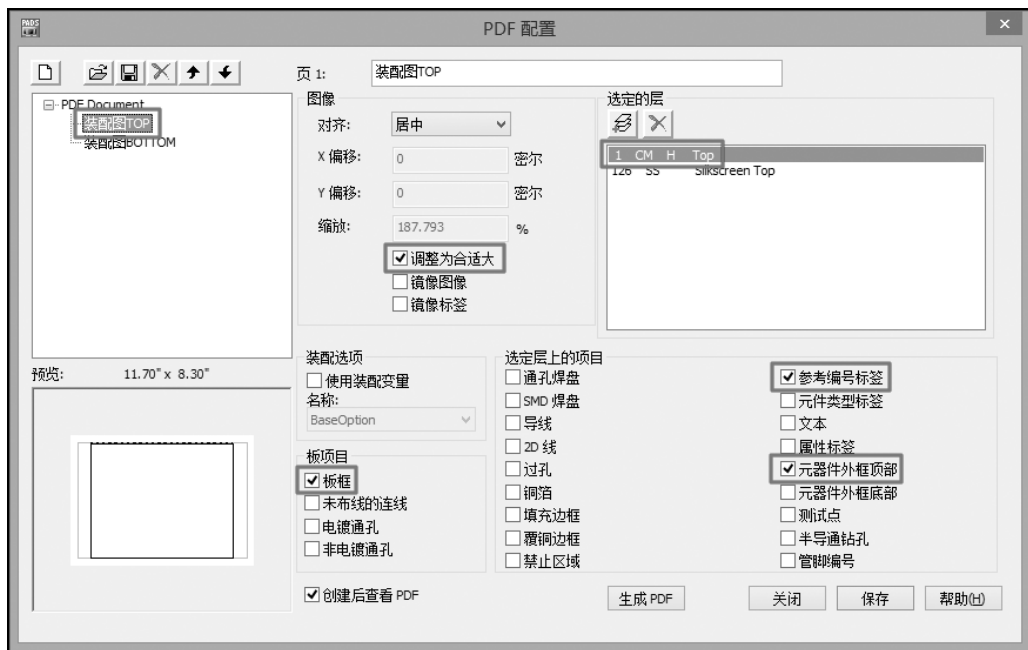 PADS
PDF 配置
页 1:
装配图TOP
PDF Document
装配图TOP
装配图BOTTOM
图像
对齐:
居中
X 偏移:
0
密尔
Y 偏移:
0
密尔
缩放:
187.793
%
调整为合适大
镜像图像
镜像标签
选定的层
1 CM H Top
126 SS Silkscreen Top
预览:
11.70" x 8.30"
装配选项
使用装配变量
名称:
BaseOption
板项目
板框
未布线的连线
电镀通孔
非电镀通孔
选定层上的项目
通孔焊盘
SMD 焊盘
导线
2D 线
过孔
铜箔
填充边框
覆铜边框
禁止区域
参考编号标签
元件类型标签
文本
属性标签
元器件外框顶部
元器件外框底部
测试点
半导通钻孔
管脚编号
创建后查看 PDF
生成 PDF
关闭
保存
帮助(H)